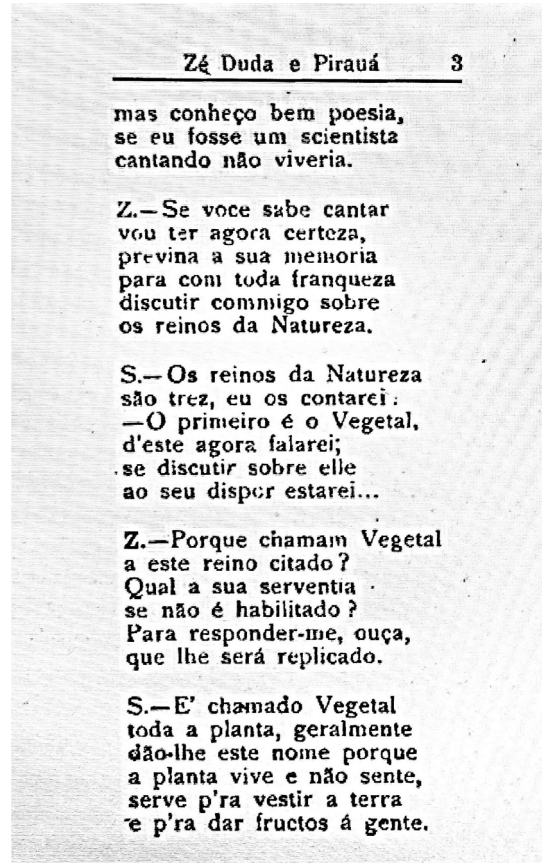 Zé Duda e Pirauá 3
mas conheço bem poesia,
se eu fosse um scientista
cantando não viveria.
Z.—Se voce sabe cantar
vou ter agora certeza,
previna a sua memoria
para com toda franqueza
discutir commigo sobre
os reinos da Natureza.
S.—Os reinos da Natureza
são trez, eu os contarei:
—O primeiro é o Vegetal,
d'este agora falarei;
se discutir sobre elle
ao seu dispor estarei...
Z.—Porque chamam Vegetal
a este reino citado?
Qual a sua serventia
se não é habilitado?
Para responder-me, ouça,
que lhe será replicado.
S.—E' chamado Vegetal
toda a planta, geralmente
dão-lhe este nome porque
a planta vive e não sente,
serve p'ra vestir a terra
e p'ra dar fructos á gente.